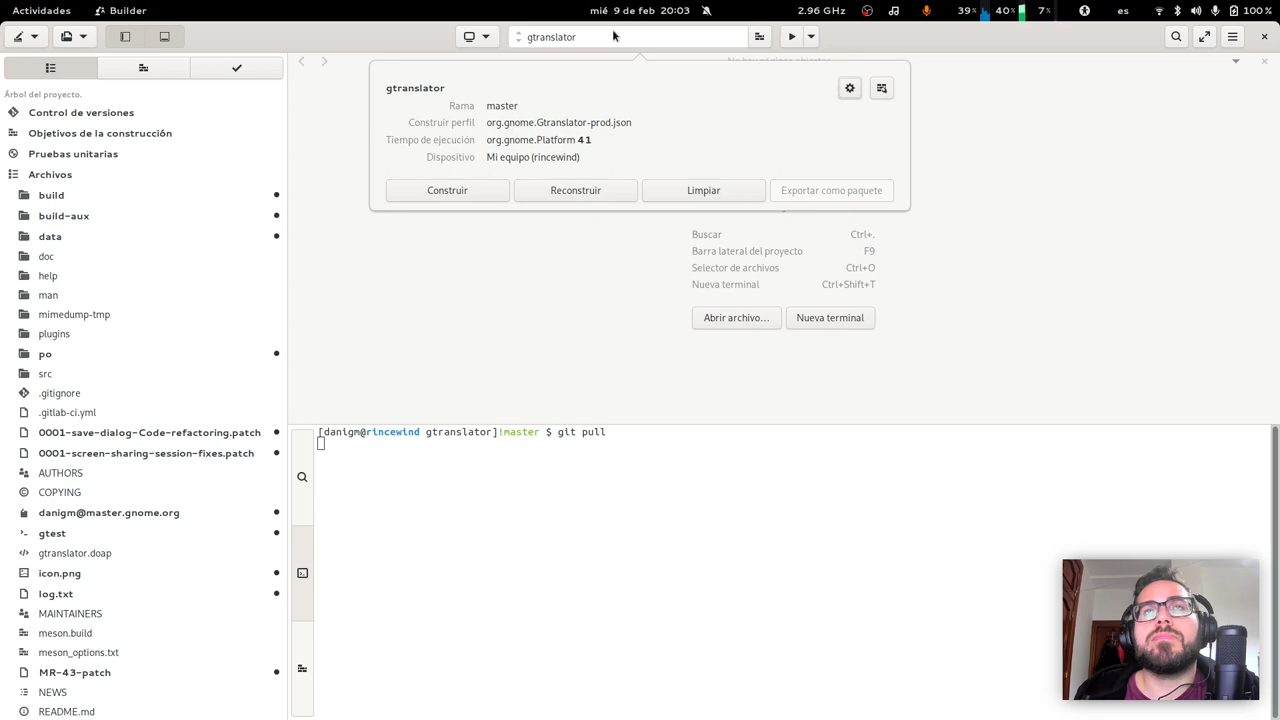 Actividades
Builder
mié 9 de feb 20:03
2.96 GHz
39%
40%
7%
es
100 %
gtranslator
gtranslator
Rama master
Construir perfil org.gnome.Gtranslator-prod.json
Tiempo de ejecución org.gnome.Platform 41
Dispositivo Mi equipo (rincewind)
Construir
Reconstruir
Limpiar
Exportar como paquete
Buscar Ctrl+.
Barra lateral del proyecto F9
Selector de archivos Ctrl+O
Nueva terminal Ctrl+Shift+T
Abrir archivo…
Nueva terminal
Árbol del proyecto.
Control de versiones
Objetivos de la construcción
Pruebas unitarias
Archivos
build
build-aux
data
doc
help
man
mimedump-tmp
plugins
po
src
.gitignore
.gitlab-ci.yml
0001-save-dialog-Code-refactoring.patch
0001-screen-sharing-session-fixes.patch
AUTHORS
COPYING
danigm@master.gnome.org
gtest
gtranslator.doap
icon.png
log.txt
MAINTAINERS
meson.build
meson_options.txt
MR-43-patch
NEWS
README.md
[danigm@rincewind gtranslator]!master $ git pull